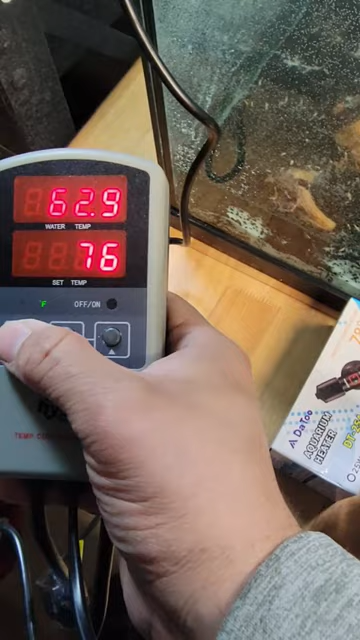 62.9
WATER TEMP
76
SET TEMP
°F
OFF/ON
TEMP
DaToo
AQUARIUM
HEATER